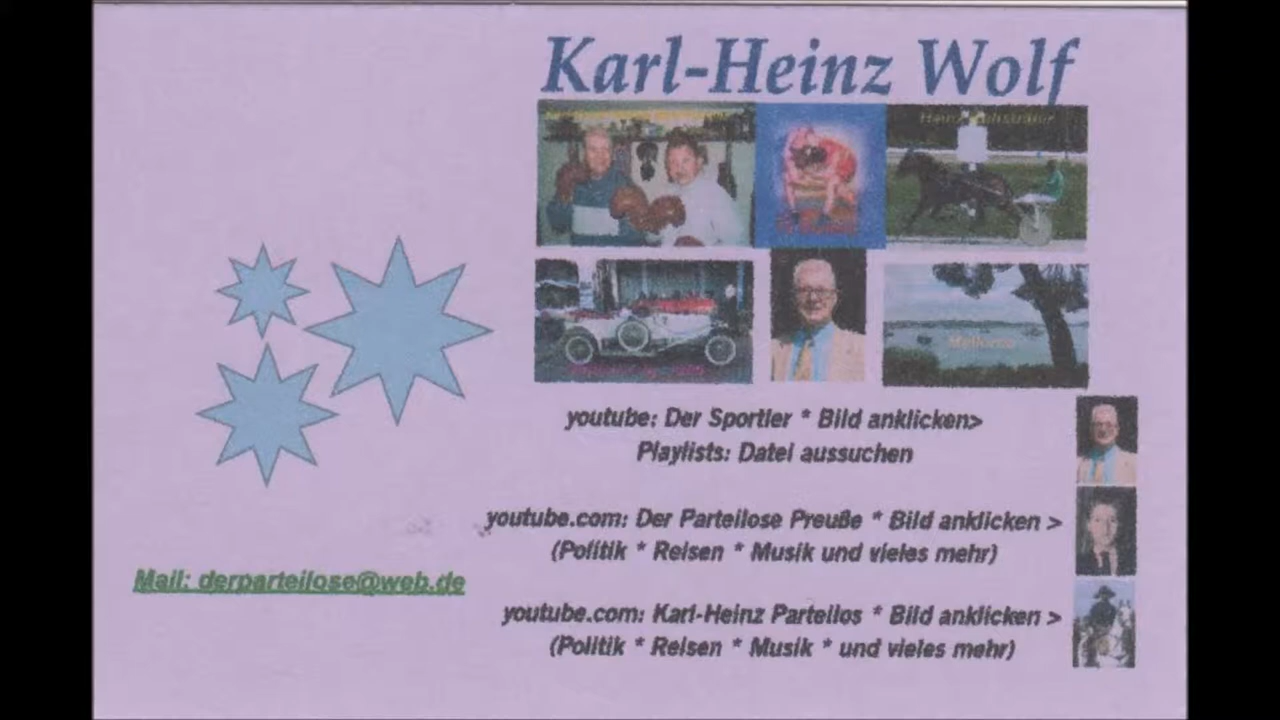 Karl-Heinz Wolf
Mallorca
youtube: Der Sportler * Bild anklicken>
Playlists: Datei aussuchen
youtube.com: Der Parteilose Preuße * Bild anklicken >
(Politik * Reisen * Musik und vieles mehr)
Mail: derparteilose@web.de
youtube.com: Karl-Heinz Parteilos * Bild anklicken >
(Politik * Reisen * Musik * und vieles mehr)